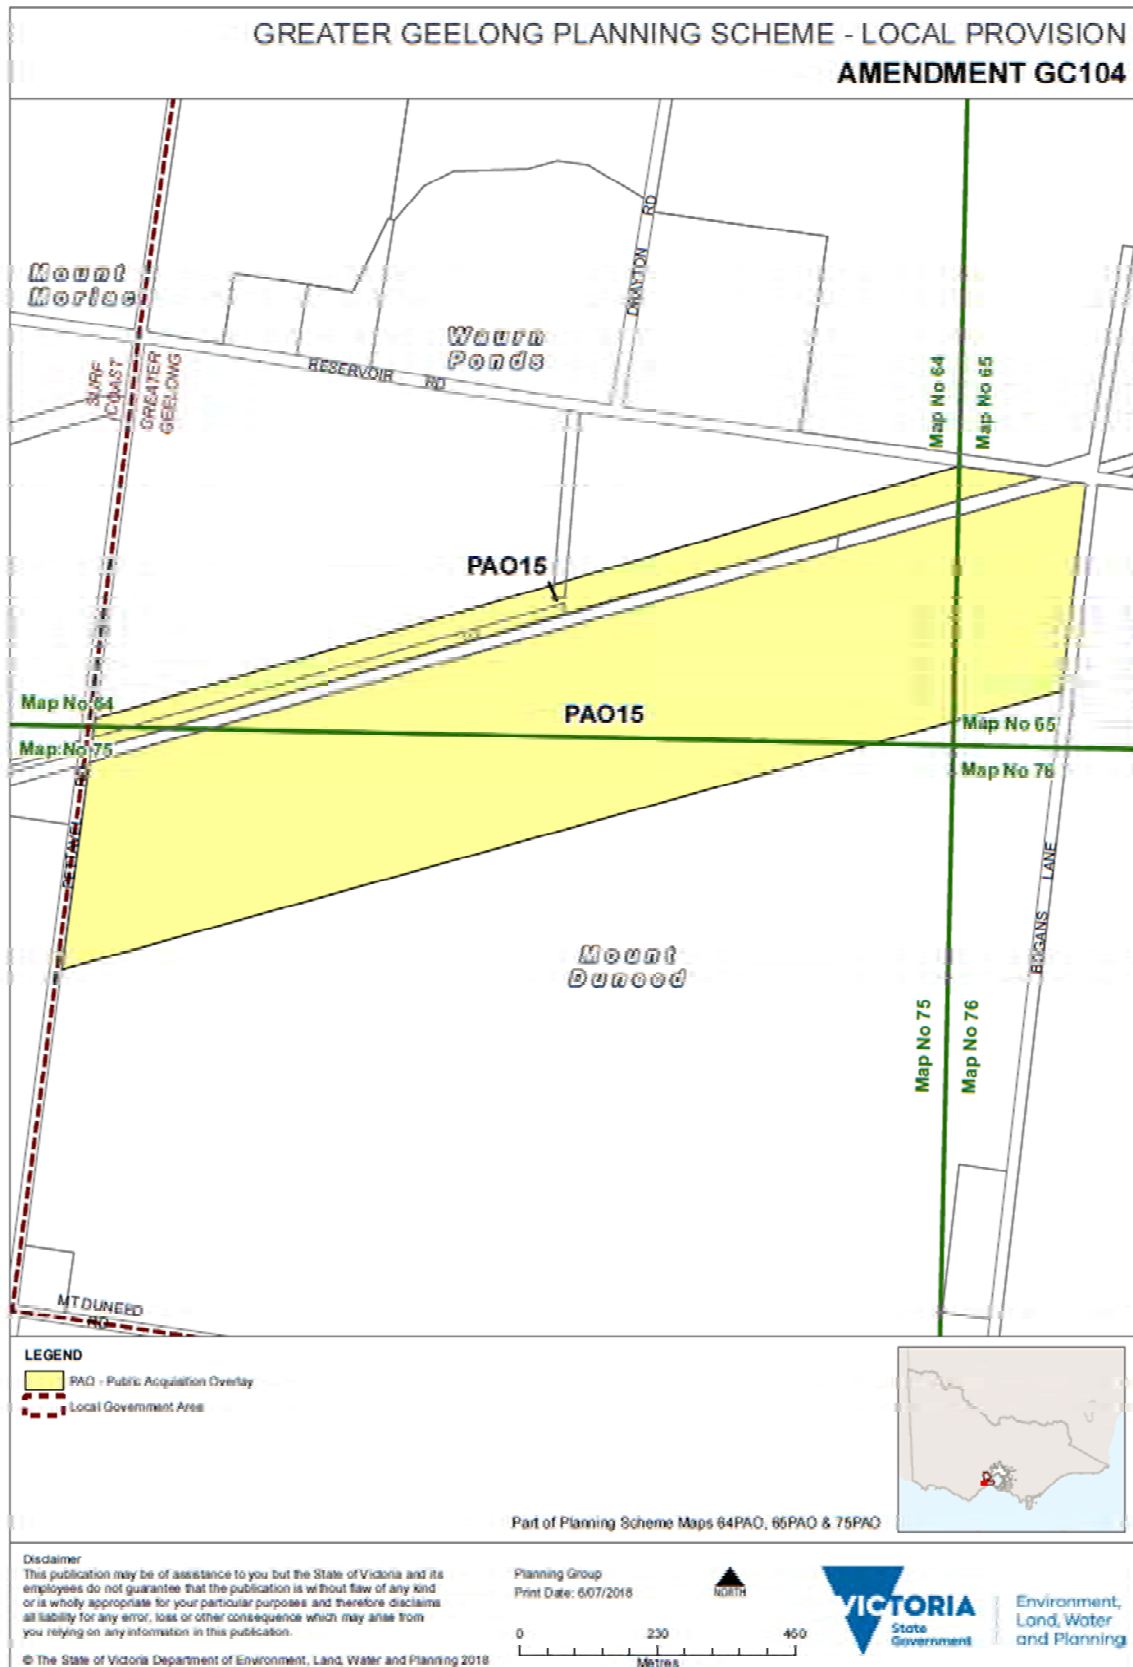 GREATER GEELONG PLANNING SCHEME - LOCAL PROVISION
AMENDMENT GC104
Mount
Moriac
Waurn
Ponds
DRAYTON RD
RESERVOIR RD
SURF
COAST
GREATER
GEELONG
Map No 64
Map No 65
PAO15
PAO15
Map No 64
Map No 75
Map No 65
Map No 76
RD
Mount
Duneed
BOGANS LANE
Map No 75
Map No 76
MT DUNEED
RD
LEGEND
PAO - Public Acquisition Overlay
Local Government Area
Part of Planning Scheme Maps 64PAO, 65PAO & 75PAO
Disclaimer
This publication may be of assistance to you but the State of Victoria and its
employees do not guarantee that the publication is without flaw of any kind
or is wholly appropriate for your particular purposes and therefore disclaims
all liability for any error, loss or other consequence which may arise from
you relying on any information in this publication.
© The State of Victoria Department of Environment, Land, Water and Planning 2018
Planning Group
Print Date: 6/07/2018
NORTH
0 230 460
Metres
VICTORIA
State
Government
Environment,
Land, Water
and Planning